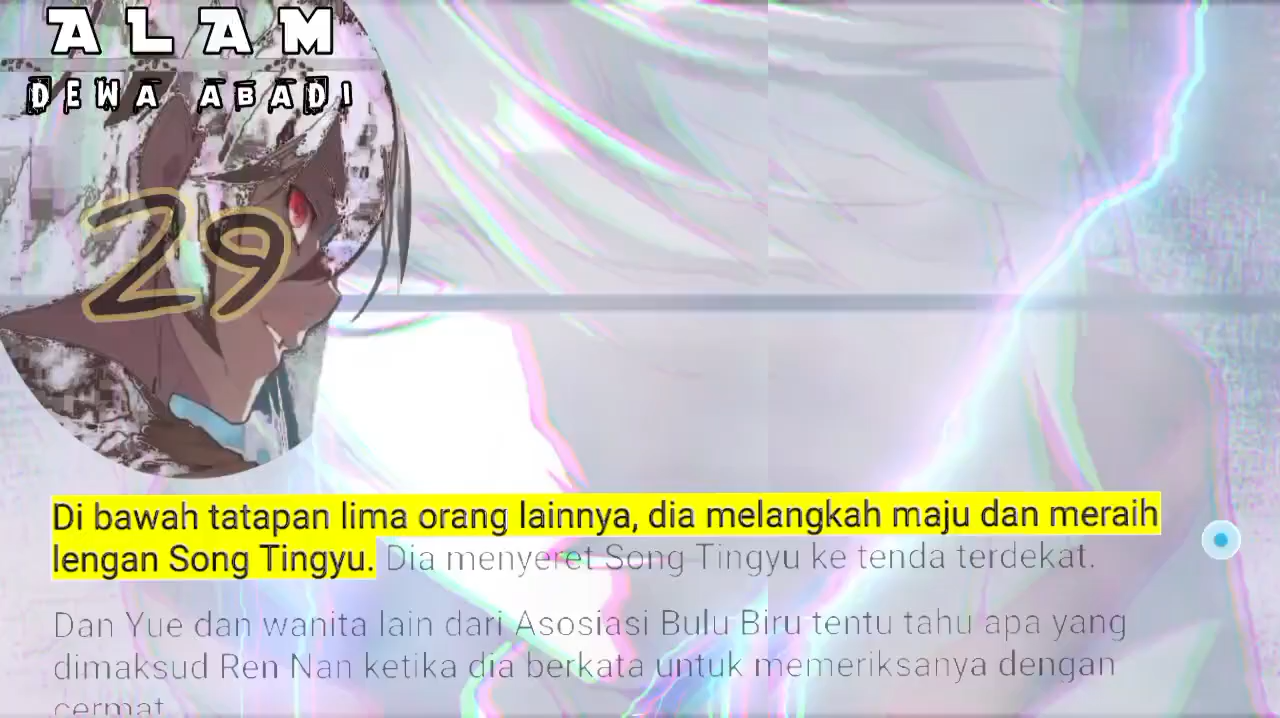 ALAM
DEWA ABADI
29
Di bawah tatapan lima orang lainnya, dia melangkah maju dan meraih
lengan Song Tingyu. Dia menyeret Song Tingyu ke tenda terdekat.
Dan Yue dan wanita lain dari Asosiasi Bulu Biru tentu tahu apa yang
dimaksud Ren Nan ketika dia berkata untuk memeriksanya dengan
cermat.